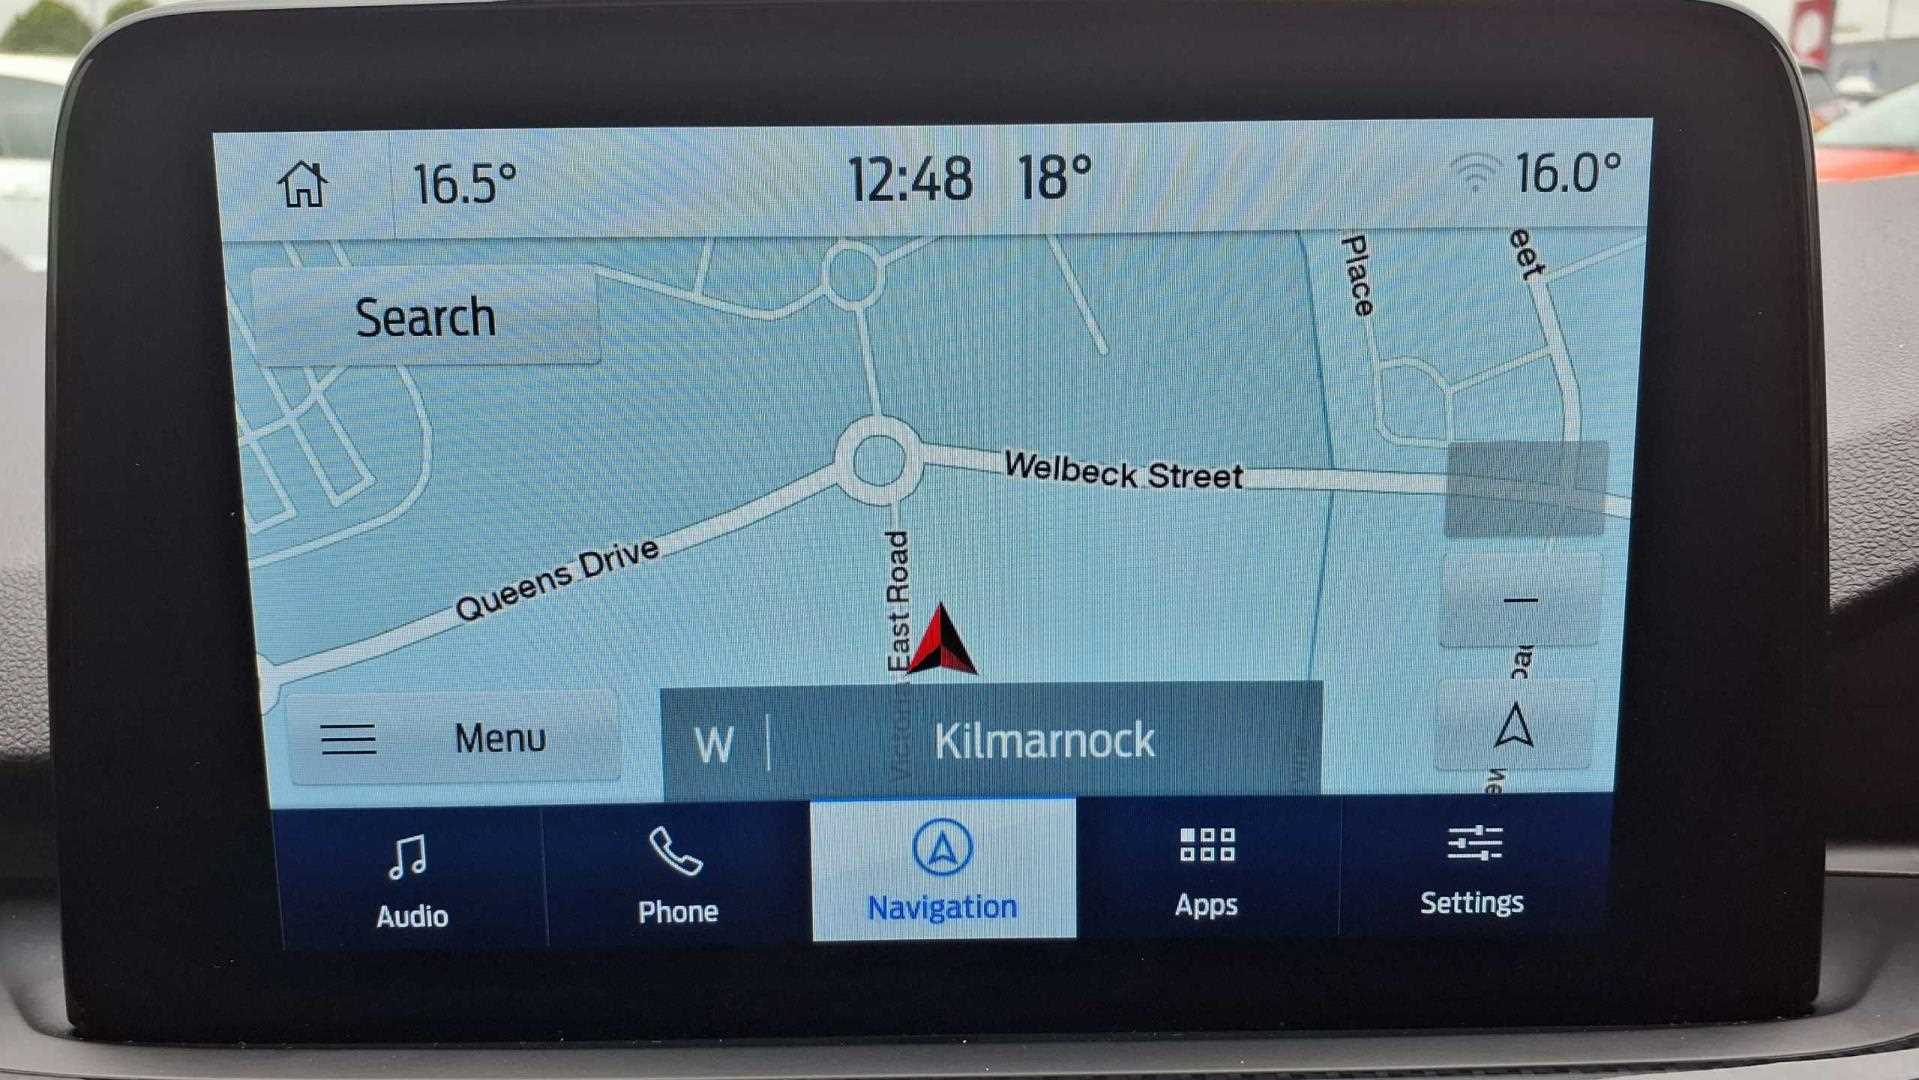 16.5°
12:48 18°
16.0°
Place
eet
Search
Welbeck Street
Queens Drive
East Road
Menu
W
Kilmarnock
Audio
Phone
Navigation
Apps
Settings